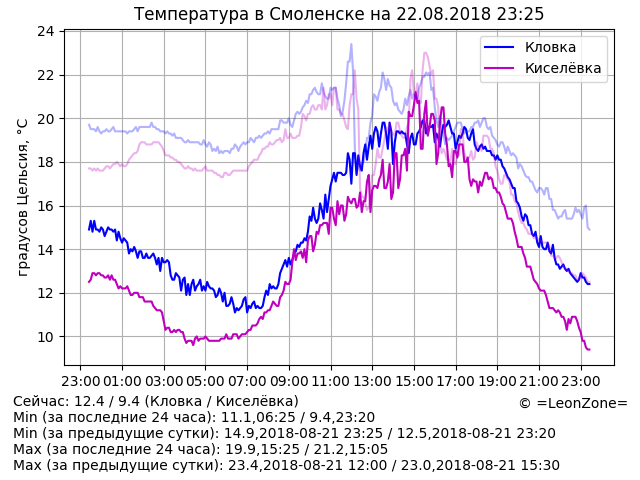 Температура в Смоленске на 22.08.2018 23:25
Кловка
Киселёвка
градусов Цельсия, °C
24
22
20
18
16
14
12
10
23:00 01:00 03:00 05:00 07:00 09:00 11:00 13:00 15:00 17:00 19:00 21:00 23:00
Сейчас: 12.4 / 9.4 (Кловка / Киселёвка)
© =LeonZone=
Min (за последние 24 часа): 11.1,06:25 / 9.4,23:20
Min (за предыдущие сутки): 14.9,2018-08-21 23:25 / 12.5,2018-08-21 23:20
Max (за последние 24 часа): 19.9,15:25 / 21.2,15:05
Max (за предыдущие сутки): 23.4,2018-08-21 12:00 / 23.0,2018-08-21 15:30